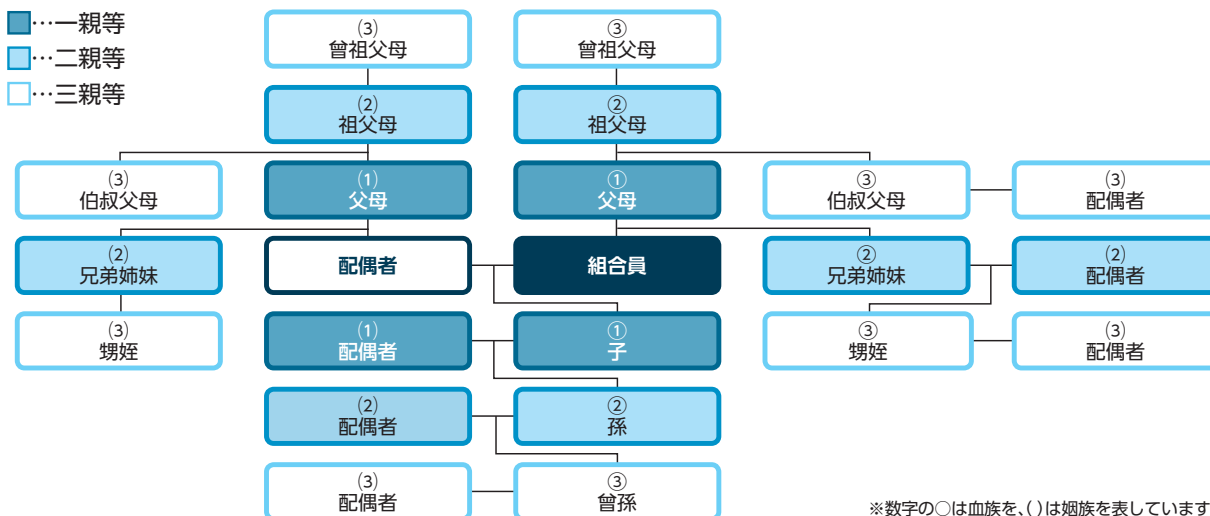 …一親等
…二親等
…三親等
(3)
曾祖父母
③
曾祖父母
(2)
祖父母
②
祖父母
(3)
伯叔父母
(1)
父母
①
父母
③
伯叔父母
(3)
配偶者
(2)
兄弟姉妹
配偶者
組合員
②
兄弟姉妹
(2)
配偶者
(3)
甥姪
(1)
配偶者
①
子
③
甥姪
(3)
配偶者
(2)
配偶者
②
孫
(3)
配偶者
③
曾孫
※数字の○は血族を、( )は姻族を表しています